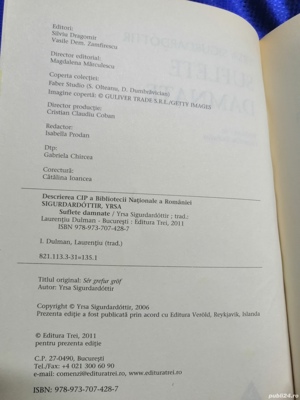 Editori:
Silviu Dragomir
Vasile Dem. Zamfirescu
Director editorial:
Magdalena Mărculescu
Coperta colecției:
Faber Studio (S. Olteanu, D. Dumbrăvician)
Imagine copertă: © GULIVER TRADE S.R.L./GETTY IMAGES
Director producție:
Cristian Claudiu Coban
Redactor:
Isabella Prodan
Dtp:
Gabriela Chircea
Corectură:
Cătălina Ioancea
Descrierea CIP a Bibliotecii Naționale a României
SIGURDARDÓTTIR, YRSA
Suflete damnate / Yrsa Sigurdardóttir ; trad.:
Laurențiu Dulman - București : Editura Trei, 2011
ISBN 978-973-707-428-7
I. Dulman, Laurențiu (trad.)
821.113.3-31=135.1
Titlul original: Sér grefur gröf
Autor: Yrsa Sigurdardóttir
Copyright © Yrsa Sigurdardóttir, 2006
Prezenta ediție a fost publicată prin acord cu Editura Veröld, Reykjavik, Islanda
© Editura Trei, 2011
pentru prezenta ediție
C.P. 27-0490, București
Tel./Fax: +4 021 300 60 90
e-mail: comenzi@edituratrei.ro, www.edituratrei.ro
ISBN: 978-973-707-428-7
publi24.ro